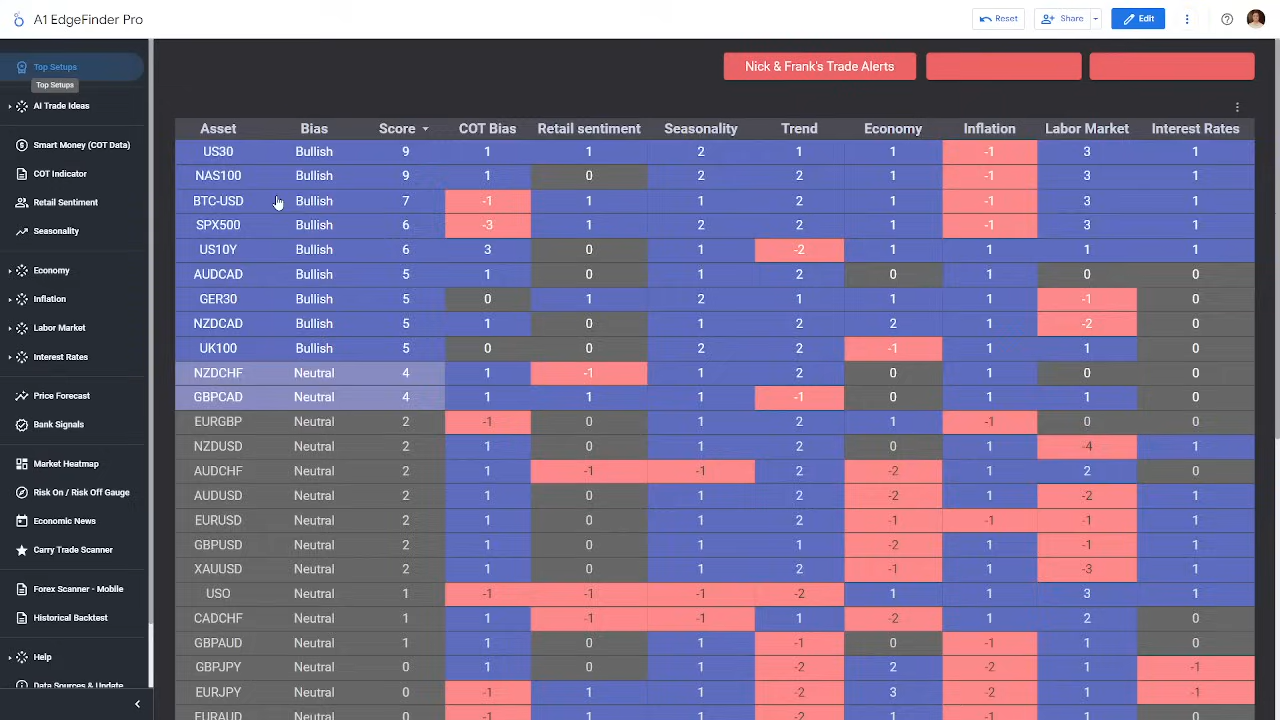 A1 EdgeFinder Pro
Reset
Share
Edit
Top Setups
Top Setups
AI Trade Ideas
Smart Money (COT Data)
COT Indicator
Retail Sentiment
Seasonality
Economy
Inflation
Labor Market
Interest Rates
Price Forecast
Bank Signals
Market Heatmap
Risk On / Risk Off Gauge
Economic News
Carry Trade Scanner
Forex Scanner - Mobile
Historical Backtest
Help
Data Sources & Update
Nick & Frank's Trade Alerts
Asset Bias Score COT Bias Retail sentiment Seasonality Trend Economy Inflation Labor Market Interest Rates
US30 Bullish 9 1 1 2 1 1 -1 3 1
NAS100 Bullish 9 1 0 2 2 1 -1 3 1
BTC-USD Bullish 7 -1 1 1 2 1 -1 3 1
SPX500 Bullish 6 -3 1 2 2 1 -1 3 1
US10Y Bullish 6 3 0 1 -2 1 1 1 1
AUDCAD Bullish 5 1 0 1 2 0 1 0 0
GER30 Bullish 5 0 1 2 1 1 1 -1 0
NZDCAD Bullish 5 1 0 1 2 2 1 -2 0
UK100 Bullish 5 0 0 2 2 -1 1 1 0
NZDCHF Neutral 4 1 -1 1 2 0 1 0 0
GBPCAD Neutral 4 1 1 1 -1 0 1 1 0
EURGBP Neutral 2 -1 0 1 2 1 -1 0 0
NZDUSD Neutral 2 1 0 1 2 0 1 -4 1
AUDCHF Neutral 2 1 -1 -1 2 -2 1 2 0
AUDUSD Neutral 2 1 0 1 2 -2 1 -2 1
EURUSD Neutral 2 1 0 1 2 -1 -1 -1 1
GBPUSD Neutral 2 1 0 1 1 -2 1 -1 1
XAUUSD Neutral 2 1 0 1 2 -1 1 -3 1
USO Neutral 1 -1 -1 -1 -2 1 1 3 1
CADCHF Neutral 1 1 -1 -1 1 -2 1 2 0
GBPAUD Neutral 1 1 0 1 -1 0 -1 1 0
GBPJPY Neutral 0 1 0 1 -2 2 -2 1 -1
EURJPY Neutral 0 -1 1 1 -2 3 -2 1 -1
EURAUD Neutral 0 -1 1 1 -2 1 -1 1 0